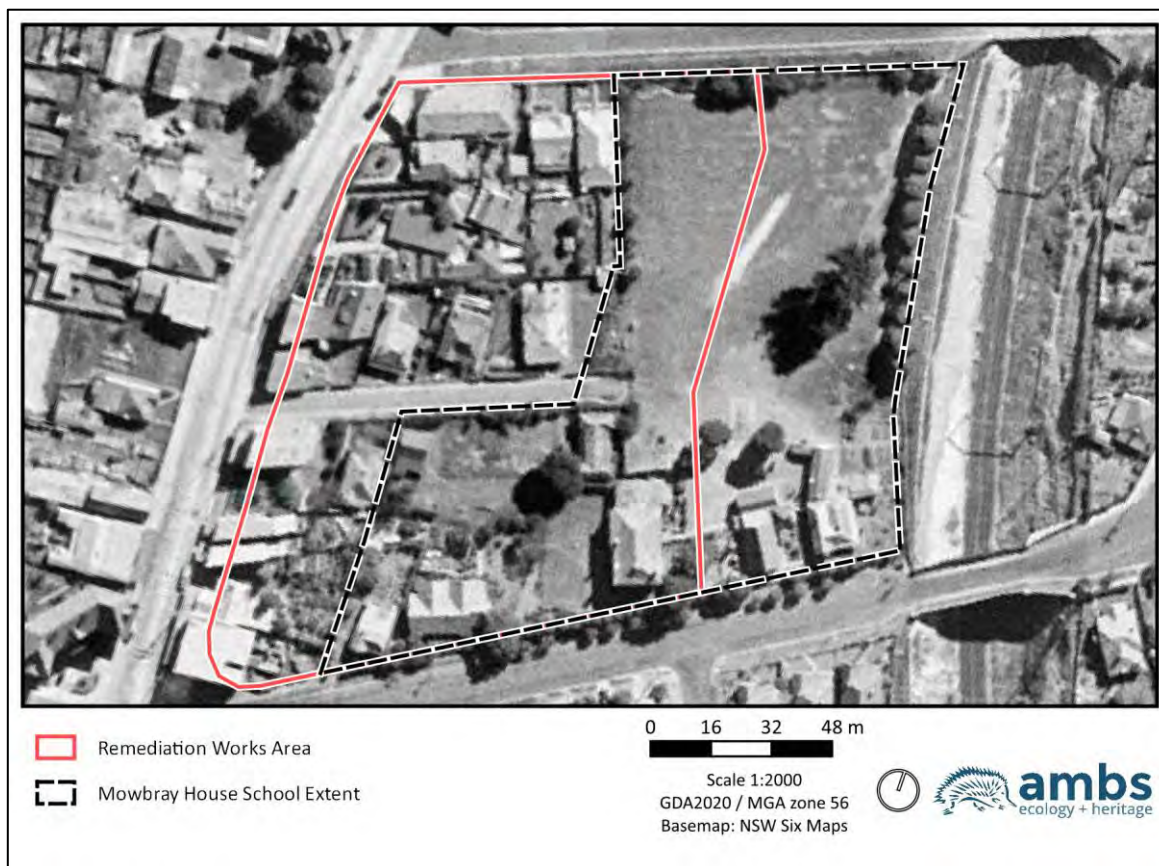 Remediation Works Area
Mowbray House School Extent
0 16 32 48 m
Scale 1:2000
GDA2020 / MGA zone 56
Basemap: NSW Six Maps
ambs
ecology + heritage